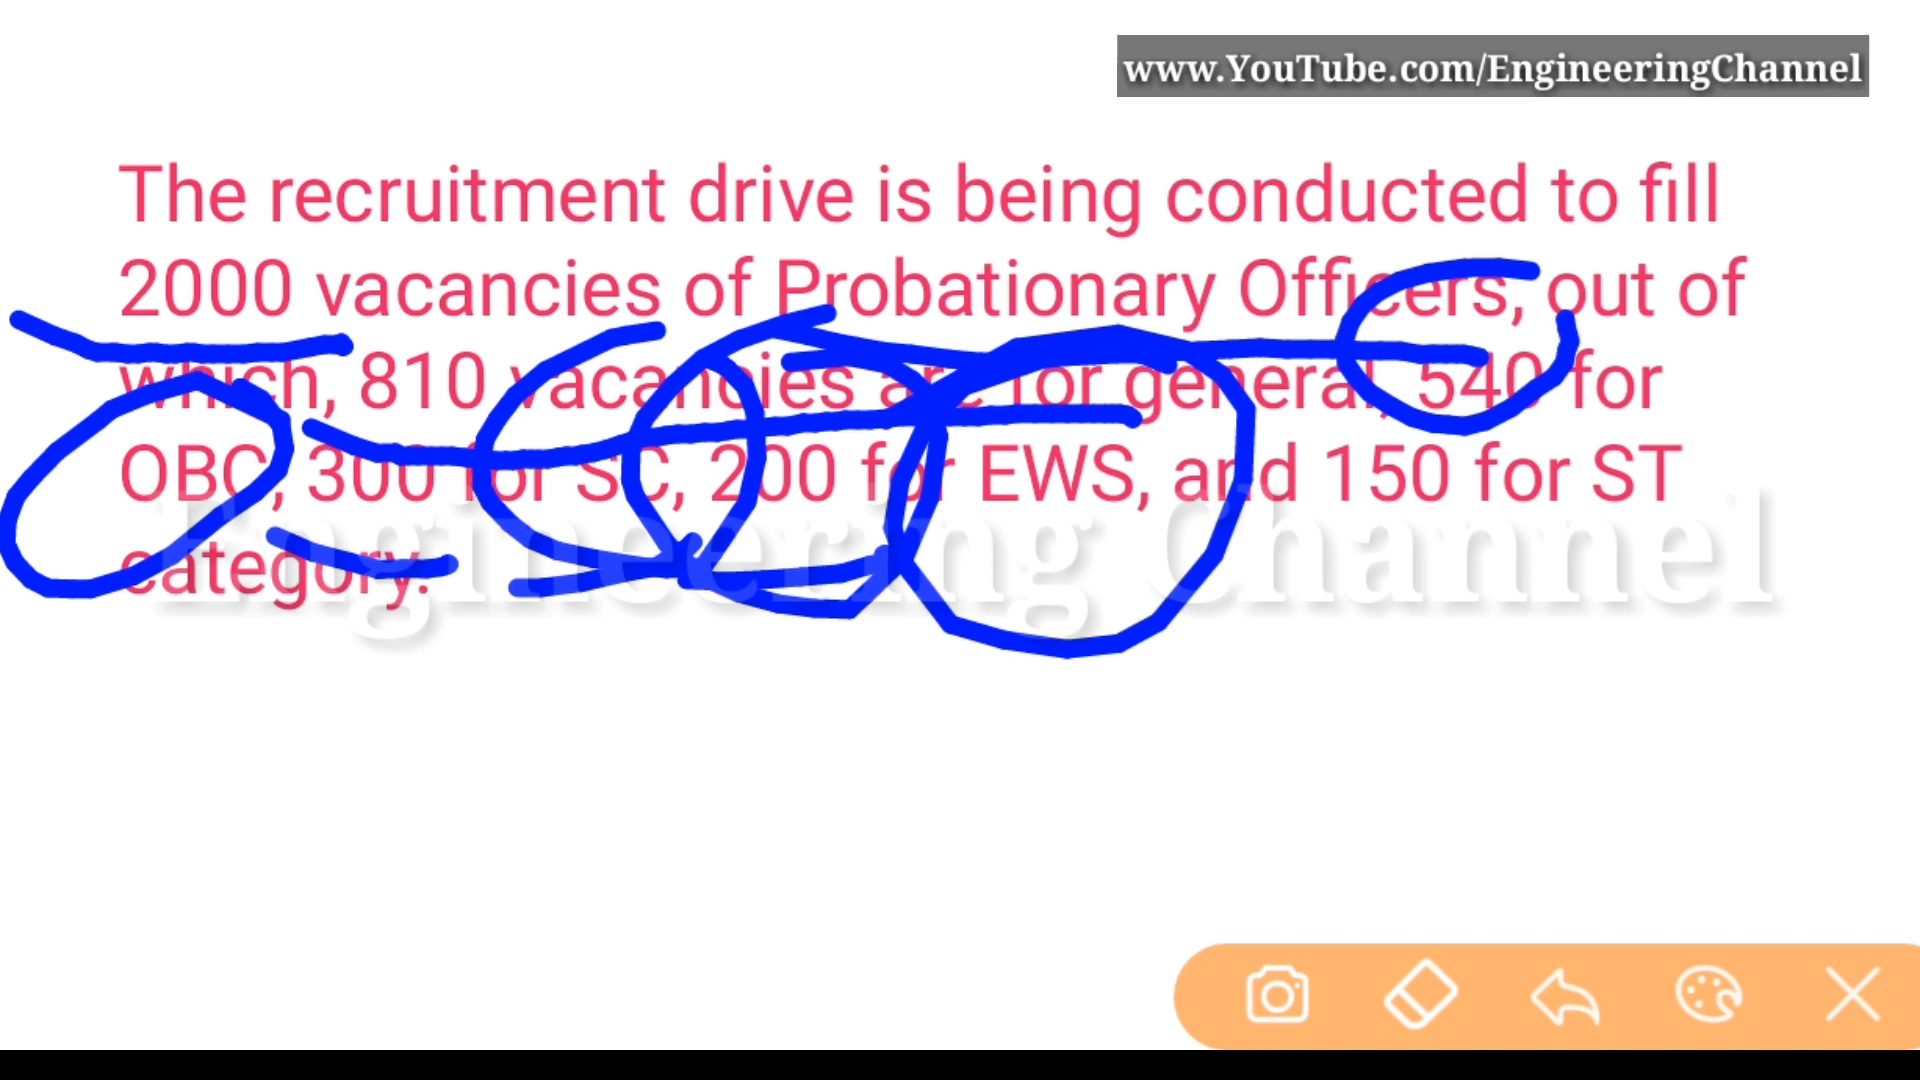 www.YouTube.com/EngineeringChannel
The recruitment drive is being conducted to fill
2000 vacancies of Probationary Officers, out of
which, 810 vacancies are for general, 540 for
OBC, 300 for SC, 200 for EWS, and 150 for ST
category.
Engineering Channel